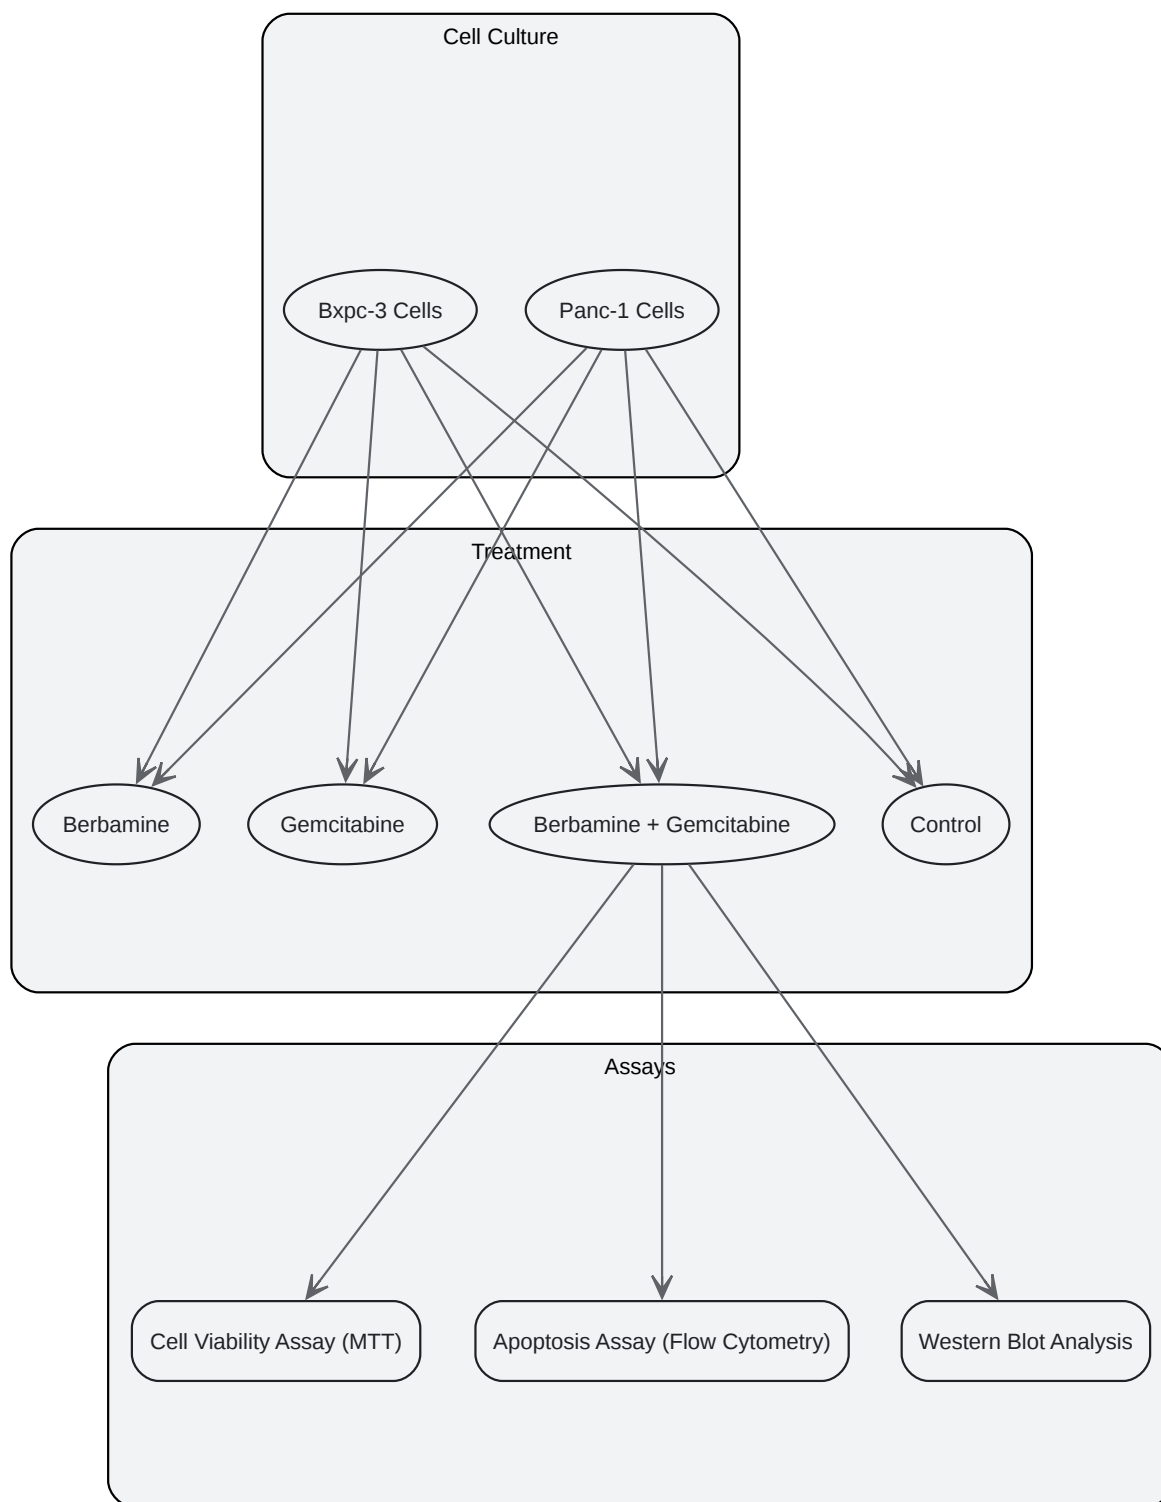 Cell Culture
Bxpc-3 Cells
Panc-1 Cells
Treatment
Berbamine
Gemcitabine
Berbamine + Gemcitabine
Control
Assays
Cell Viability Assay (MTT)
Apoptosis Assay (Flow Cytometry)
Western Blot Analysis